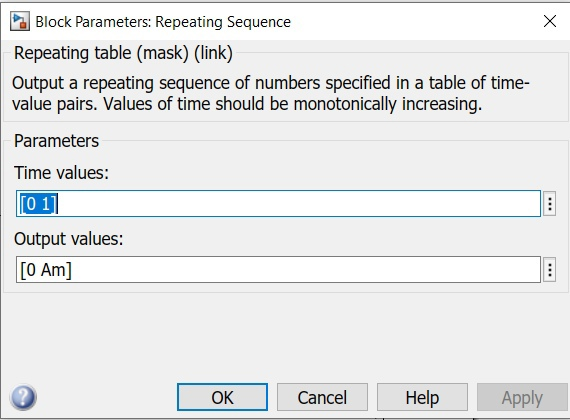 Block Parameters: Repeating Sequence
Repeating table (mask) (link)
Output a repeating sequence of numbers specified in a table of time-
value pairs. Values of time should be monotonically increasing.
Parameters
Time values:
[0 1]
Output values:
[0 Am]
OK Cancel Help Apply